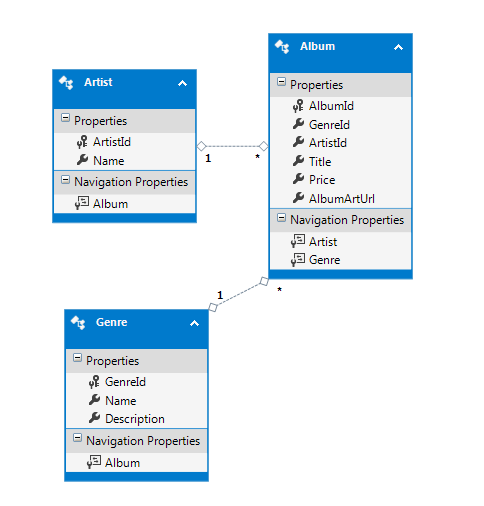 Artist
Properties
ArtistId
Name
Navigation Properties
Album
1
*
Album
Properties
AlbumId
GenreId
ArtistId
Title
Price
AlbumArtUrl
Navigation Properties
Artist
Genre
1
*
Genre
Properties
GenreId
Name
Description
Navigation Properties
Album